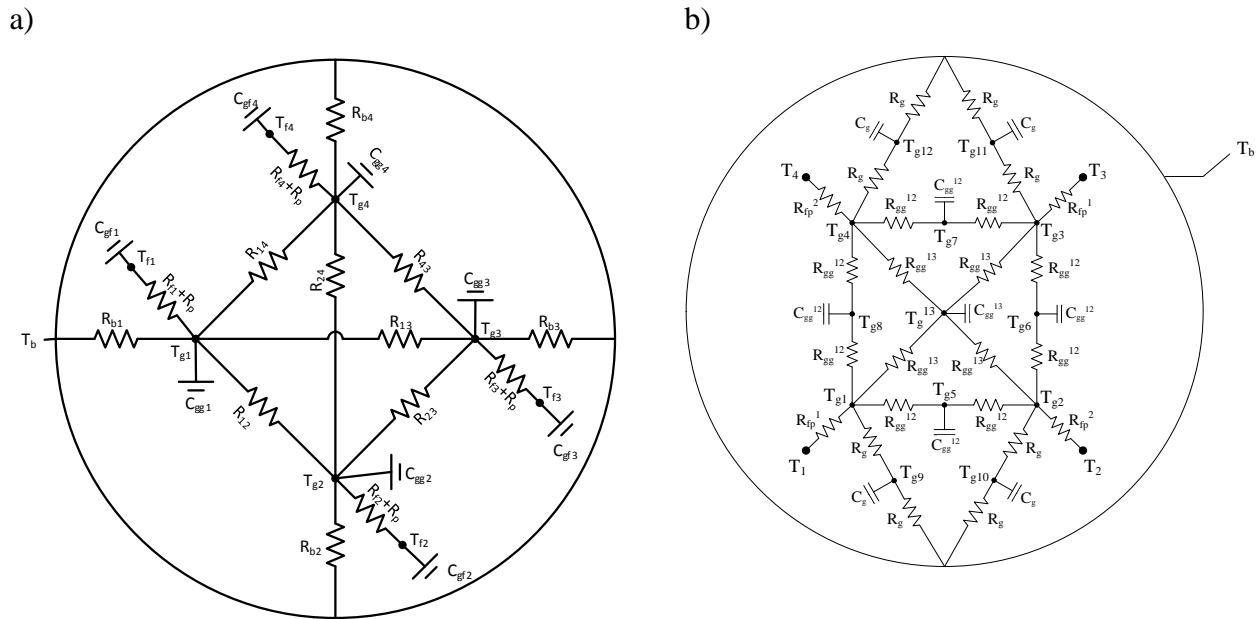 a)
b)
C_gf4
T_f4
R_b4
R_f4+R_p
C_gg4
T_g4
C_gf1
T_f1
R_14
R_24
R_43
R_f1+R_p
C_gg3
R_b1
R_13
T_g3
R_b3
T_b
T_g1
C_gg1
R_f3+R_p
T_f3
R_12
R_23
C_gf3
T_g2
C_gg2
R_f2+R_p
R_b2
T_f2
C_gf2
R_g
R_g
C_g
C_g
T_b
T_g12
T_g11
T_4
R_g
R_g
T_3
C_gg^12
R_fp^2
R_gg^12
R_gg^12
R_fp^1
T_g4
T_g7
T_g3
R_gg^12
R_gg^13
R_gg^13
R_gg^12
C_gg^12
T_g8
T_g^13
C_gg^13
T_g6
C_gg^12
R_gg^12
R_gg^13
R_gg^13
R_gg^12
T_g1
T_g5
T_g2
R_fp^1
R_gg^12
R_gg^12
R_fp^2
C_gg^12
T_1
R_g
R_g
T_2
T_g9
T_g10
C_g
C_g
R_g
R_g